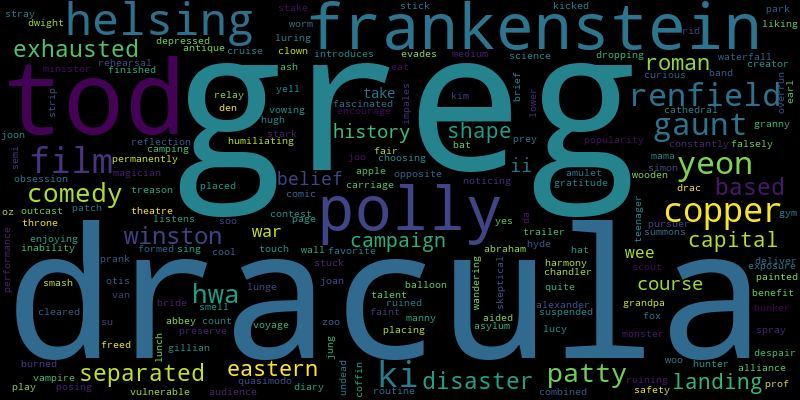 stray
dwight
helsing
worm
luring
clown
stake
stick
kicked
frankenstein
park
liking
rid
exhausted
depressed
antique
cruise
introduces
evades
medium
science
dropping
roman
waterfall
creator
minister
rehearsal
finished
ash
yell
eat
curious
band
overrun
tod
greg
relay
den
take
fascinated
impales
kim
brief
lower
renfield
earl
strip
vowing
hugh
encourage
history
shape
prey
popularity
cathedral
gaunt
granny
joon
reflection
humiliating
stark
bat
constantly
falsely
semi
film
camping
permanently
fair
choosing
joo
ii
mama
simon
yeon
magician
belief
apple
opposite
noticing
amulet
gratitude
wooden
obsession
comedy
treason
placed
comic
carriage
polly
drac
based
oz
outcast
patch
theatre
contest
page
yes
da
teenager
copper
gym
throne
listens
soo
war
favorite
trailer
hyde
pursuer
summons
enjoying
inability
winston
formed
sing
cool
touch
wall
campaign
abraham
hat
capital
performance
prank
stuck
balloon
wandering
skeptical
harmony
chandler
wee
scout
deliver
exposure
smash
otis
van
bride
smell
lunge
joan
talent
ruined
quite
course
painted
benefit
cleared
su
abbey
count
hwa
voyage
faint
manny
placing
aided
asylum
alexander
suspended
grandpa
monster
fox
bunker
spray
dracula
freed
lunch
preserve
gillian
zoo
jung
lucy
woo
hunter
despair
burned
vampire
separated
eastern
undead
coffin
ki
disaster
patty
ruining
landing
alliance
prof
play
posing
vulnerable
quasimodo
audience
diary
routine
combined
safety